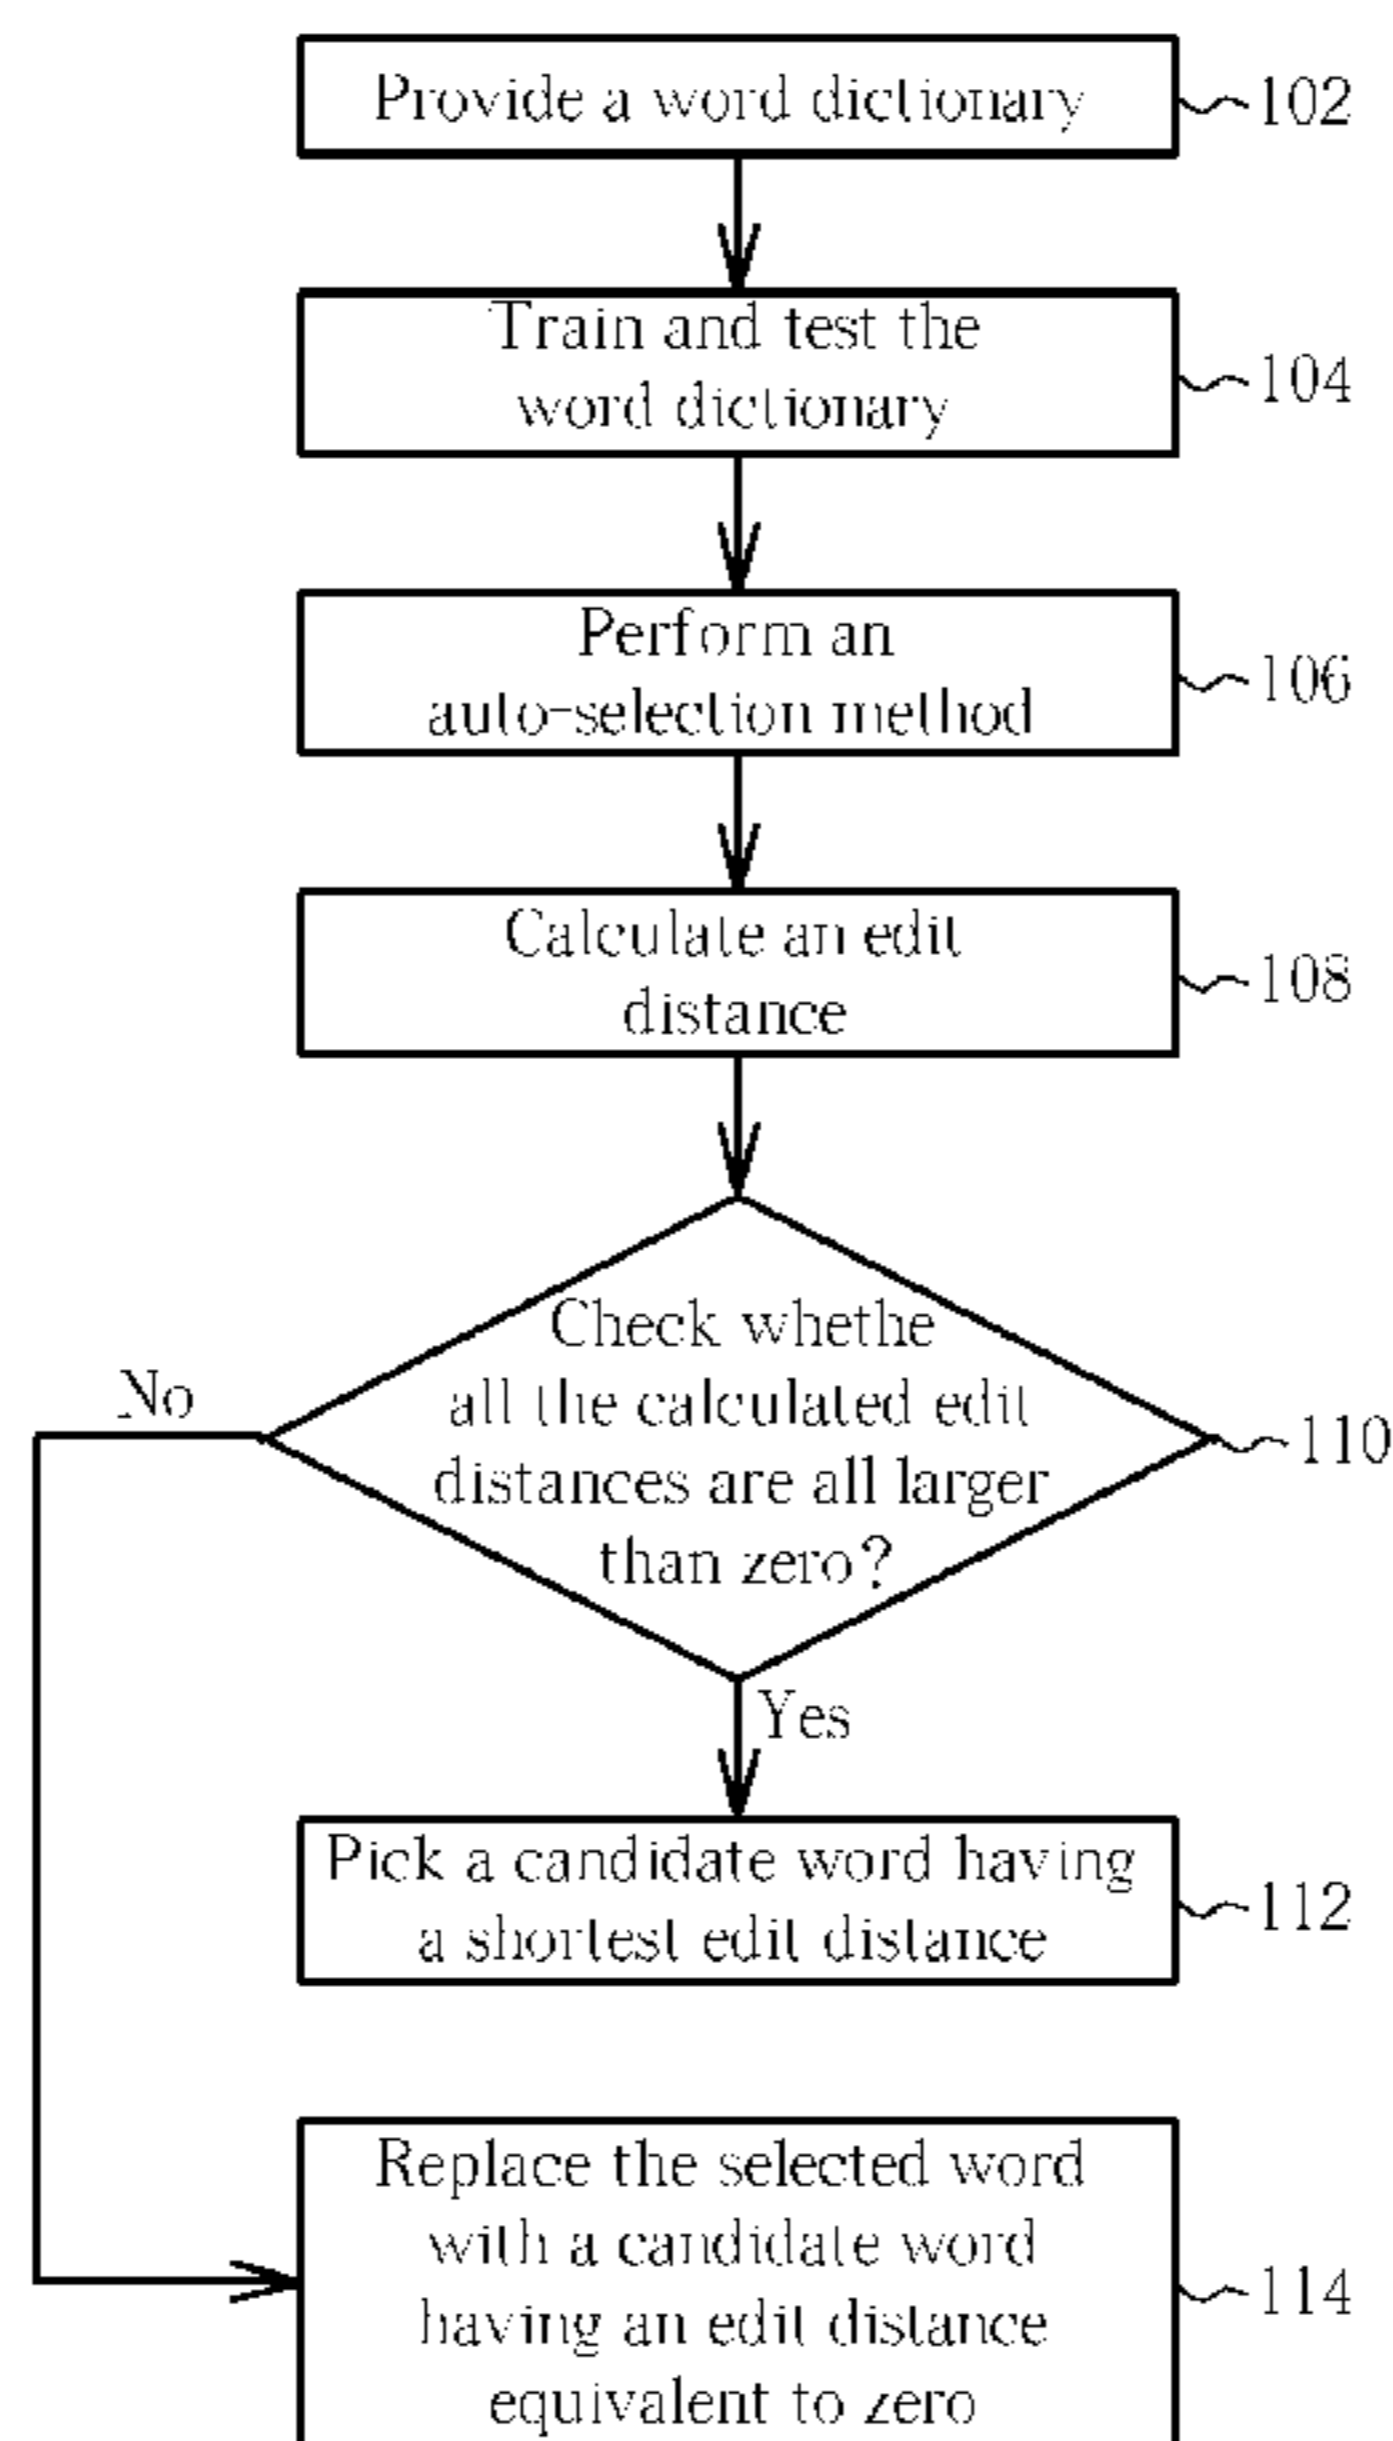 Provide a word dictionary
102
Train and test the
word dictionary
104
Perform an
auto-selection method
106
Calculate an edit
distance
108
Check whethe
all the calculated edit
distances are all larger
than zero?
110
No
Yes
Pick a candidate word having
a shortest edit distance
112
Replace the selected word
with a candidate word
having an edit distance
equivalent to zero
114